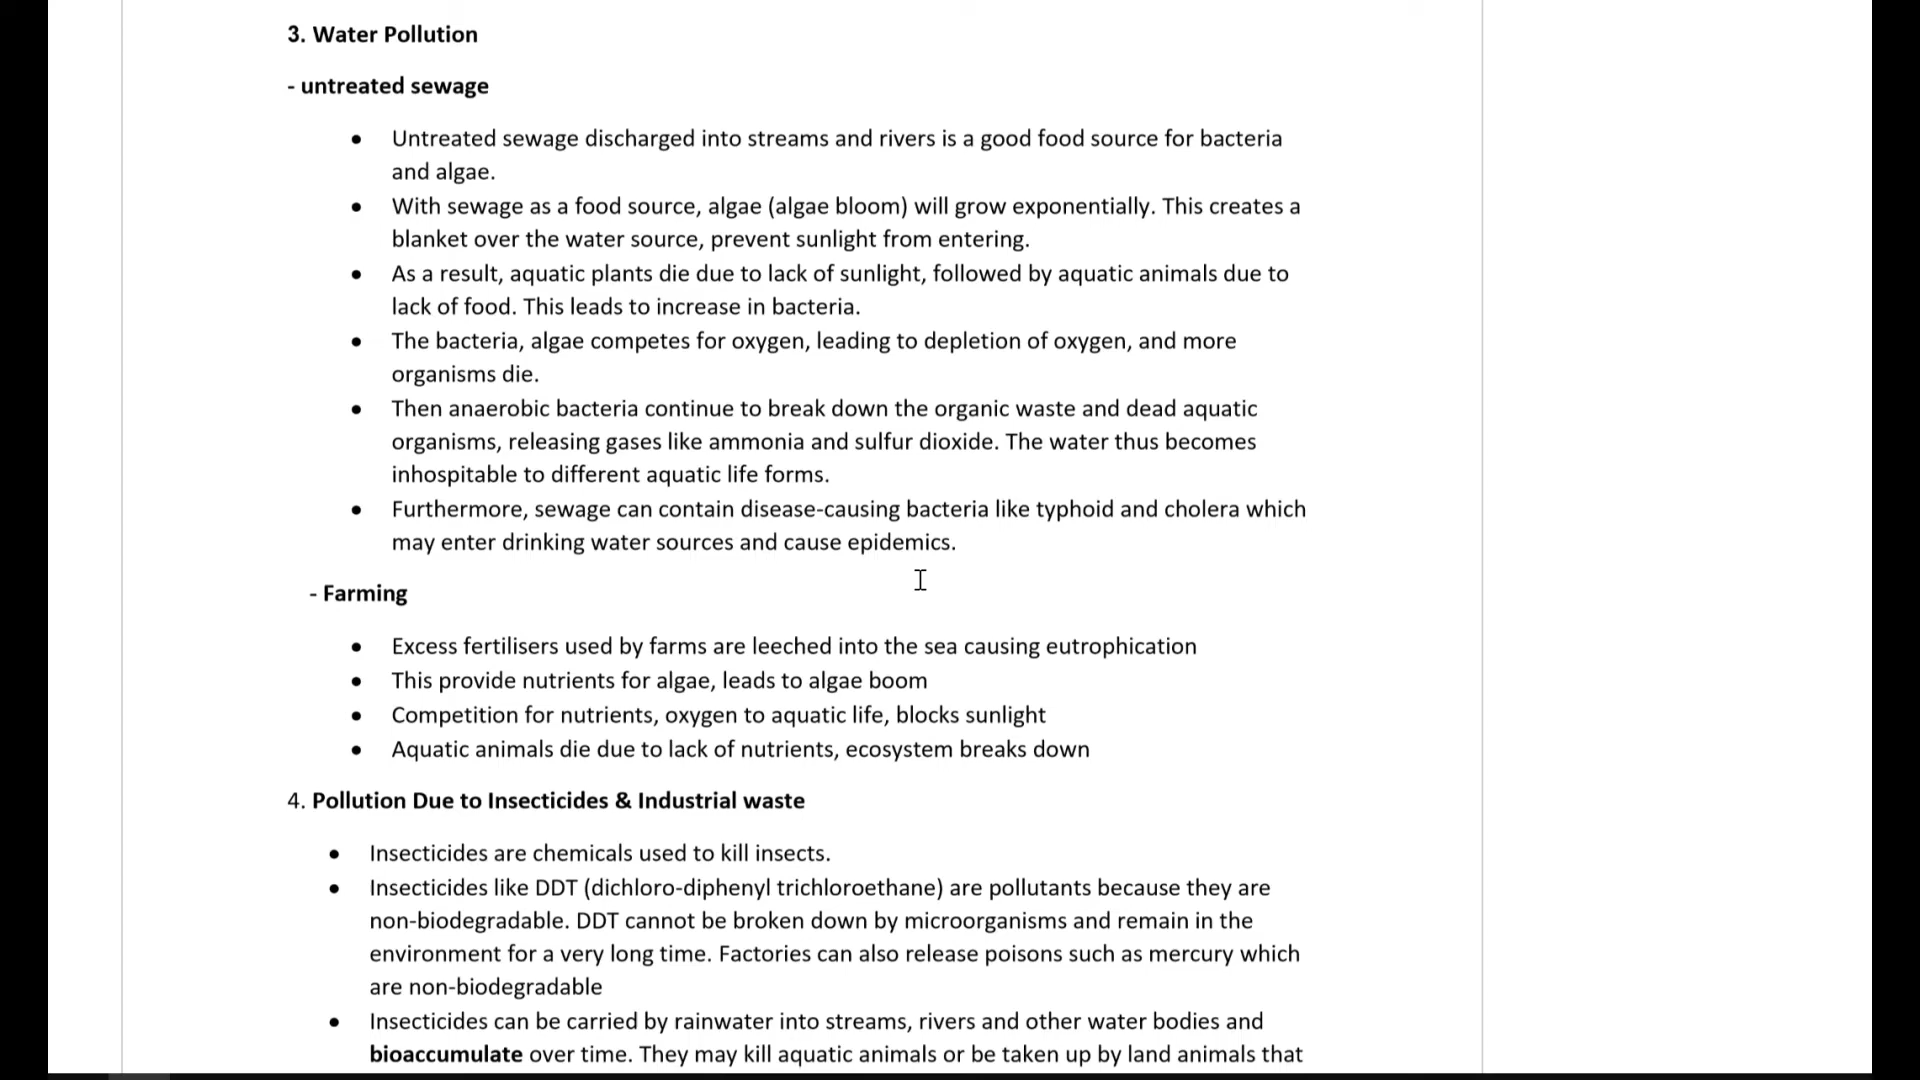 3. Water Pollution
- untreated sewage
• Untreated sewage discharged into streams and rivers is a good food source for bacteria
and algae.
• With sewage as a food source, algae (algae bloom) will grow exponentially. This creates a
blanket over the water source, prevent sunlight from entering.
• As a result, aquatic plants die due to lack of sunlight, followed by aquatic animals due to
lack of food. This leads to increase in bacteria.
• The bacteria, algae competes for oxygen, leading to depletion of oxygen, and more
organisms die.
• Then anaerobic bacteria continue to break down the organic waste and dead aquatic
organisms, releasing gases like ammonia and sulfur dioxide. The water thus becomes
inhospitable to different aquatic life forms.
• Furthermore, sewage can contain disease-causing bacteria like typhoid and cholera which
may enter drinking water sources and cause epidemics.
- Farming
• Excess fertilisers used by farms are leeched into the sea causing eutrophication
• This provide nutrients for algae, leads to algae boom
• Competition for nutrients, oxygen to aquatic life, blocks sunlight
• Aquatic animals die due to lack of nutrients, ecosystem breaks down
4. Pollution Due to Insecticides & Industrial waste
• Insecticides are chemicals used to kill insects.
• Insecticides like DDT (dichloro-diphenyl trichloroethane) are pollutants because they are
non-biodegradable. DDT cannot be broken down by microorganisms and remain in the
environment for a very long time. Factories can also release poisons such as mercury which
are non-biodegradable
• Insecticides can be carried by rainwater into streams, rivers and other water bodies and
bioaccumulate over time. They may kill aquatic animals or be taken up by land animals that